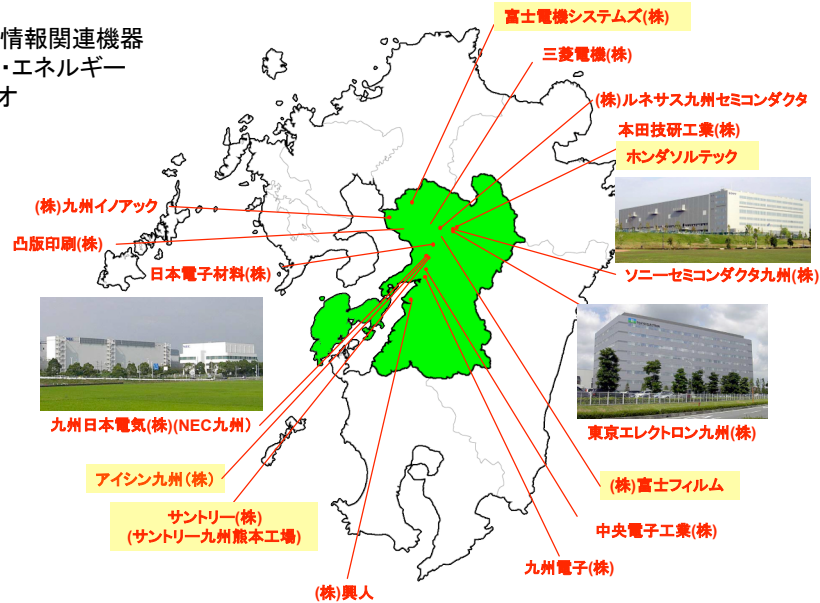 情報関連機器
・エネルギー
オ
富士電機システムズ(株)
三菱電機(株)
(株)ルネサス九州セミコンダクタ
本田技研工業(株)
ホンダソルテック
(株)九州イノアック
凸版印刷(株)
日本電子材料(株)
ソニーセミコンダクタ九州(株)
九州日本電気(株)(NEC九州)
東京エレクトロン九州(株)
アイシン九州(株)
(株)富士フィルム
サントリー(株)
(サントリー九州熊本工場)
中央電子工業(株)
九州電子(株)
(株)興人